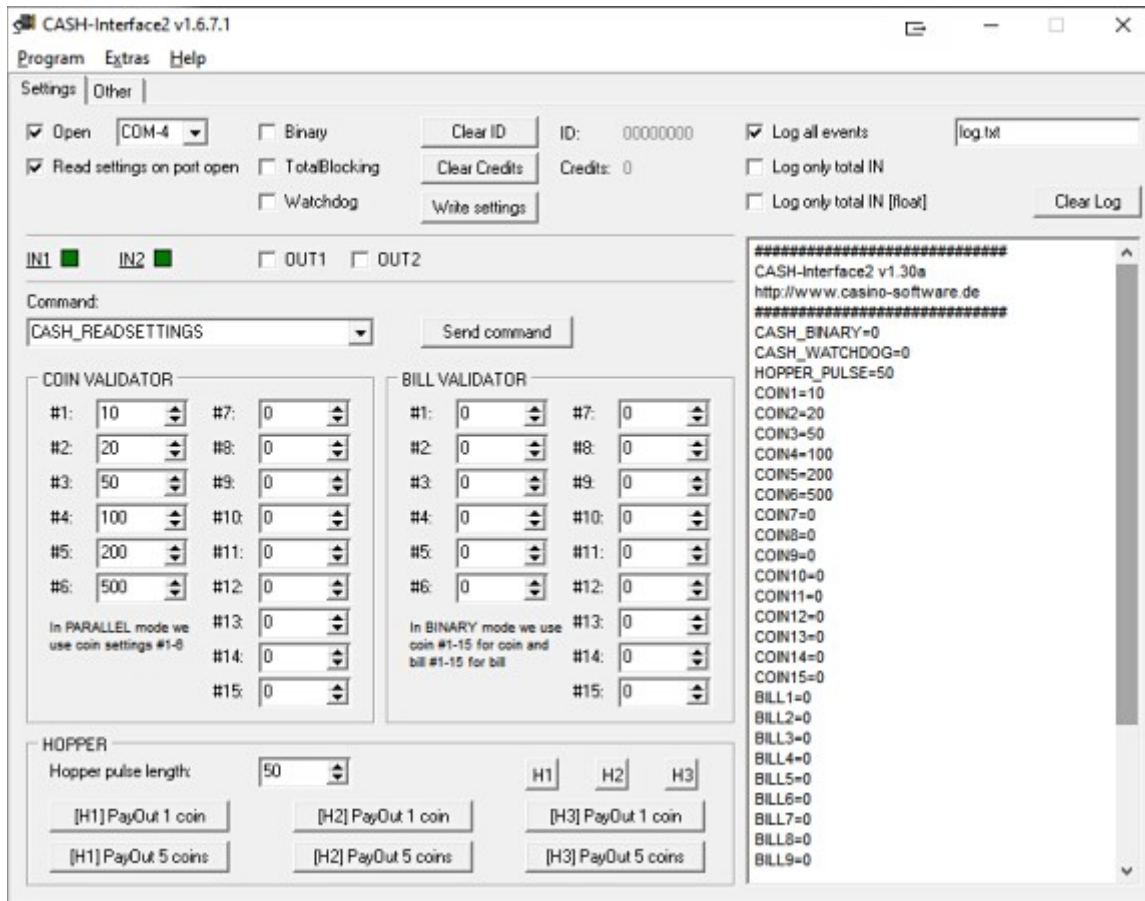 CASH-Interface2 v1.6.7.1
Program Extras Help
Settings Other
Open COM-4 Binary Clear ID ID: 00000000 Log all events log.txt
Read settings on port open TotalBlocking Clear Credits Credits: 0 Log only total IN
Watchdog Write settings Log only total IN [float] Clear Log
IN1 IN2 OUT1 OUT2
Command:
CASH_READSETTINGS Send command
COIN VALIDATOR
#1: 10 #7: 0
#2: 20 #8: 0
#3: 50 #9: 0
#4: 100 #10: 0
#5: 200 #11: 0
#6: 500 #12: 0
In PARALLEL mode we
use coin settings #1-6
#13: 0
#14: 0
#15: 0
BILL VALIDATOR
#1: 0 #7: 0
#2: 0 #8: 0
#3: 0 #9: 0
#4: 0 #10: 0
#5: 0 #11: 0
#6: 0 #12: 0
In BINARY mode we use
coin #1-15 for coin and
bill #1-15 for bill
#13: 0
#14: 0
#15: 0
HOPPER
Hopper pulse length: 50 H1 H2 H3
[H1] PayOut 1 coin [H2] PayOut 1 coin [H3] PayOut 1 coin
[H1] PayOut 5 coins [H2] PayOut 5 coins [H3] PayOut 5 coins
##############################
CASH-Interface2 v1.30a
http://www.casino-software.de
##############################
CASH_BINARY=0
CASH_WATCHDOG=0
HOPPER_PULSE=50
COIN1=10
COIN2=20
COIN3=50
COIN4=100
COIN5=200
COIN6=500
COIN7=0
COIN8=0
COIN9=0
COIN10=0
COIN11=0
COIN12=0
COIN13=0
COIN14=0
COIN15=0
BILL1=0
BILL2=0
BILL3=0
BILL4=0
BILL5=0
BILL6=0
BILL7=0
BILL8=0
BILL9=0